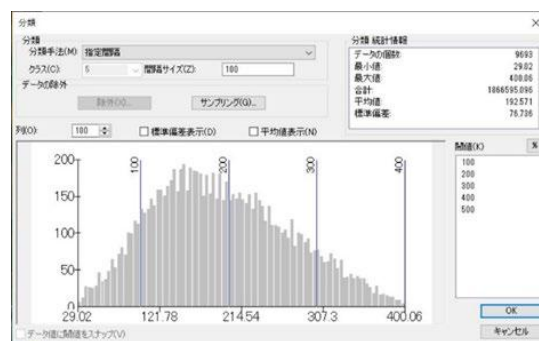 分類
分類
分類手法(M): 指定間隔
クラス(C): 5 間隔サイズ(Z): 100
データの除外
除外(X)... サンプリング(G)...
分類 統計情報
データの個数: 9693
最小値: 29.02
最大値: 400.06
合計: 1866595.096
平均値: 192.571
標準偏差: 76.736
列(O): 100 標準偏差表示(D) 平均値表示(N)
閾値(K) %
100
200
300
400
500
100 200 300 400
200
150
100
50
0
29.02 121.78 214.54 307.3 400.06
データ値に閾値をスナップ(V)
OK
キャンセル